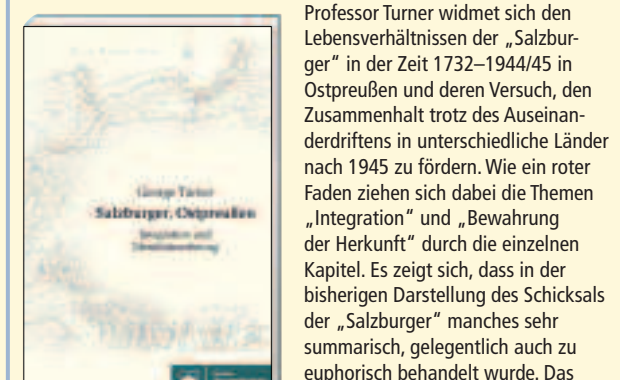 Professor Turner widmet sich den
Lebensverhältnissen der „Salzbur-
ger“ in der Zeit 1732–1944/45 in
Ostpreußen und deren Versuch, den
Zusammenhalt trotz des Auseinan-
derdriftens in unterschiedliche Länder
nach 1945 zu fördern. Wie ein roter
Faden ziehen sich dabei die Themen
„Integration“ und „Bewahrung
der Herkunft“ durch die einzelnen
Kapitel. Es zeigt sich, dass in der
bisherigen Darstellung des Schicksals
der „Salzburger“ manches sehr
summarisch, gelegentlich auch zu
euphorisch behandelt wurde. Das
George Turner
Salzburger, Ostpreußen
Integration und